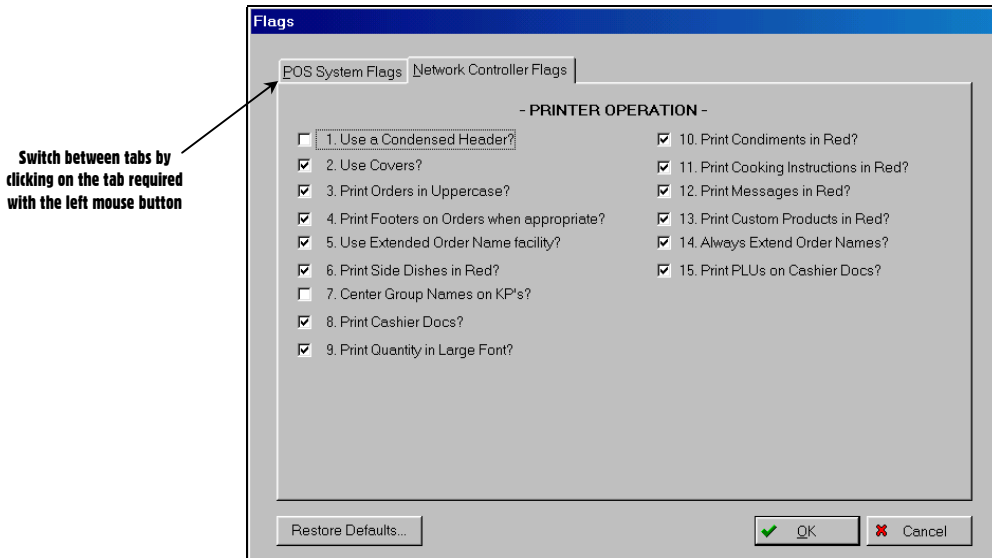 Flags
POS System Flags
Network Controller Flags
Switch between tabs by
clicking on the tab required
with the left mouse button
- PRINTER OPERATION -
1. Use a Condensed Header?
2. Use Covers?
3. Print Orders in Uppercase?
4. Print Footers on Orders when appropriate?
5. Use Extended Order Name facility?
6. Print Side Dishes in Red?
7. Center Group Names on KP's?
8. Print Cashier Docs?
9. Print Quantity in Large Font?
10. Print Condiments in Red?
11. Print Cooking Instructions in Red?
12. Print Messages in Red?
13. Print Custom Products in Red?
14. Always Extend Order Names?
15. Print PLUs on Cashier Docs?
Restore Defaults...
OK
Cancel